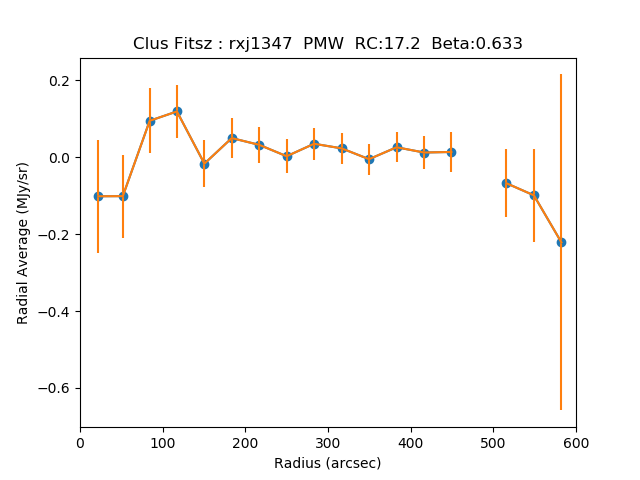 Clus Fitsz : rxj1347  PMW  RC:17.2  Beta:0.633
0.2
0.0
−0.2
−0.4
−0.6
Radial Average (MJy/sr)
0 100 200 300 400 500 600
Radius (arcsec)